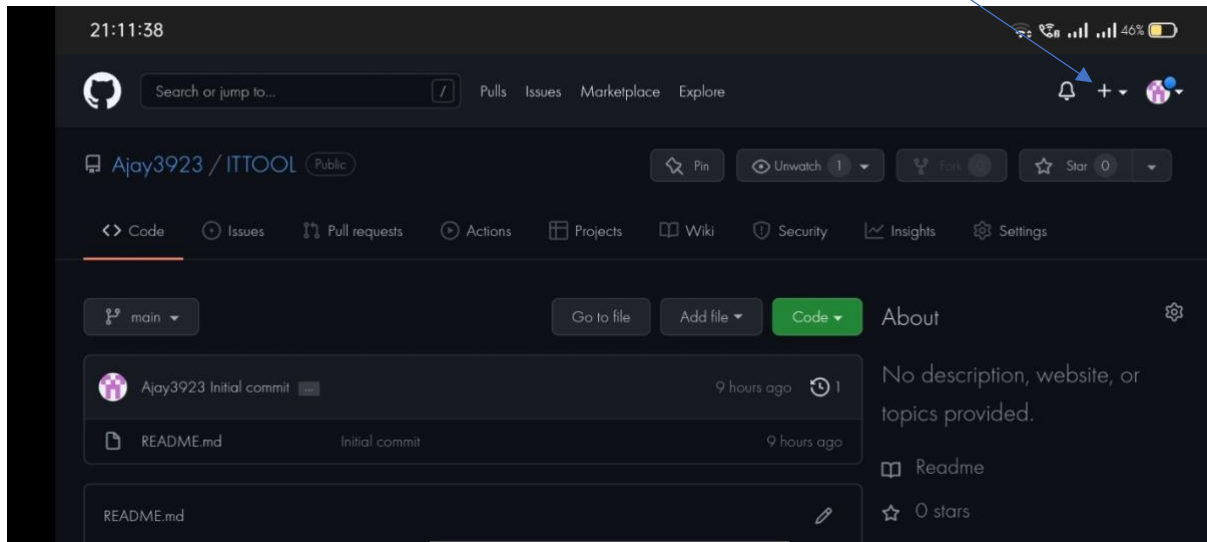 21:11:38 46%
Search or jump to... / Pulls Issues Marketplace Explore
Ajay3923 / ITTOOL Public Pin Unwatch 1 Fork 0 Star 0
Code Issues Pull requests Actions Projects Wiki Security Insights Settings
main Go to file Add file Code About
Ajay3923 Initial commit ... 9 hours ago 1
No description, website, or
topics provided.
README.md Initial commit 9 hours ago
Readme
README.md 0 stars